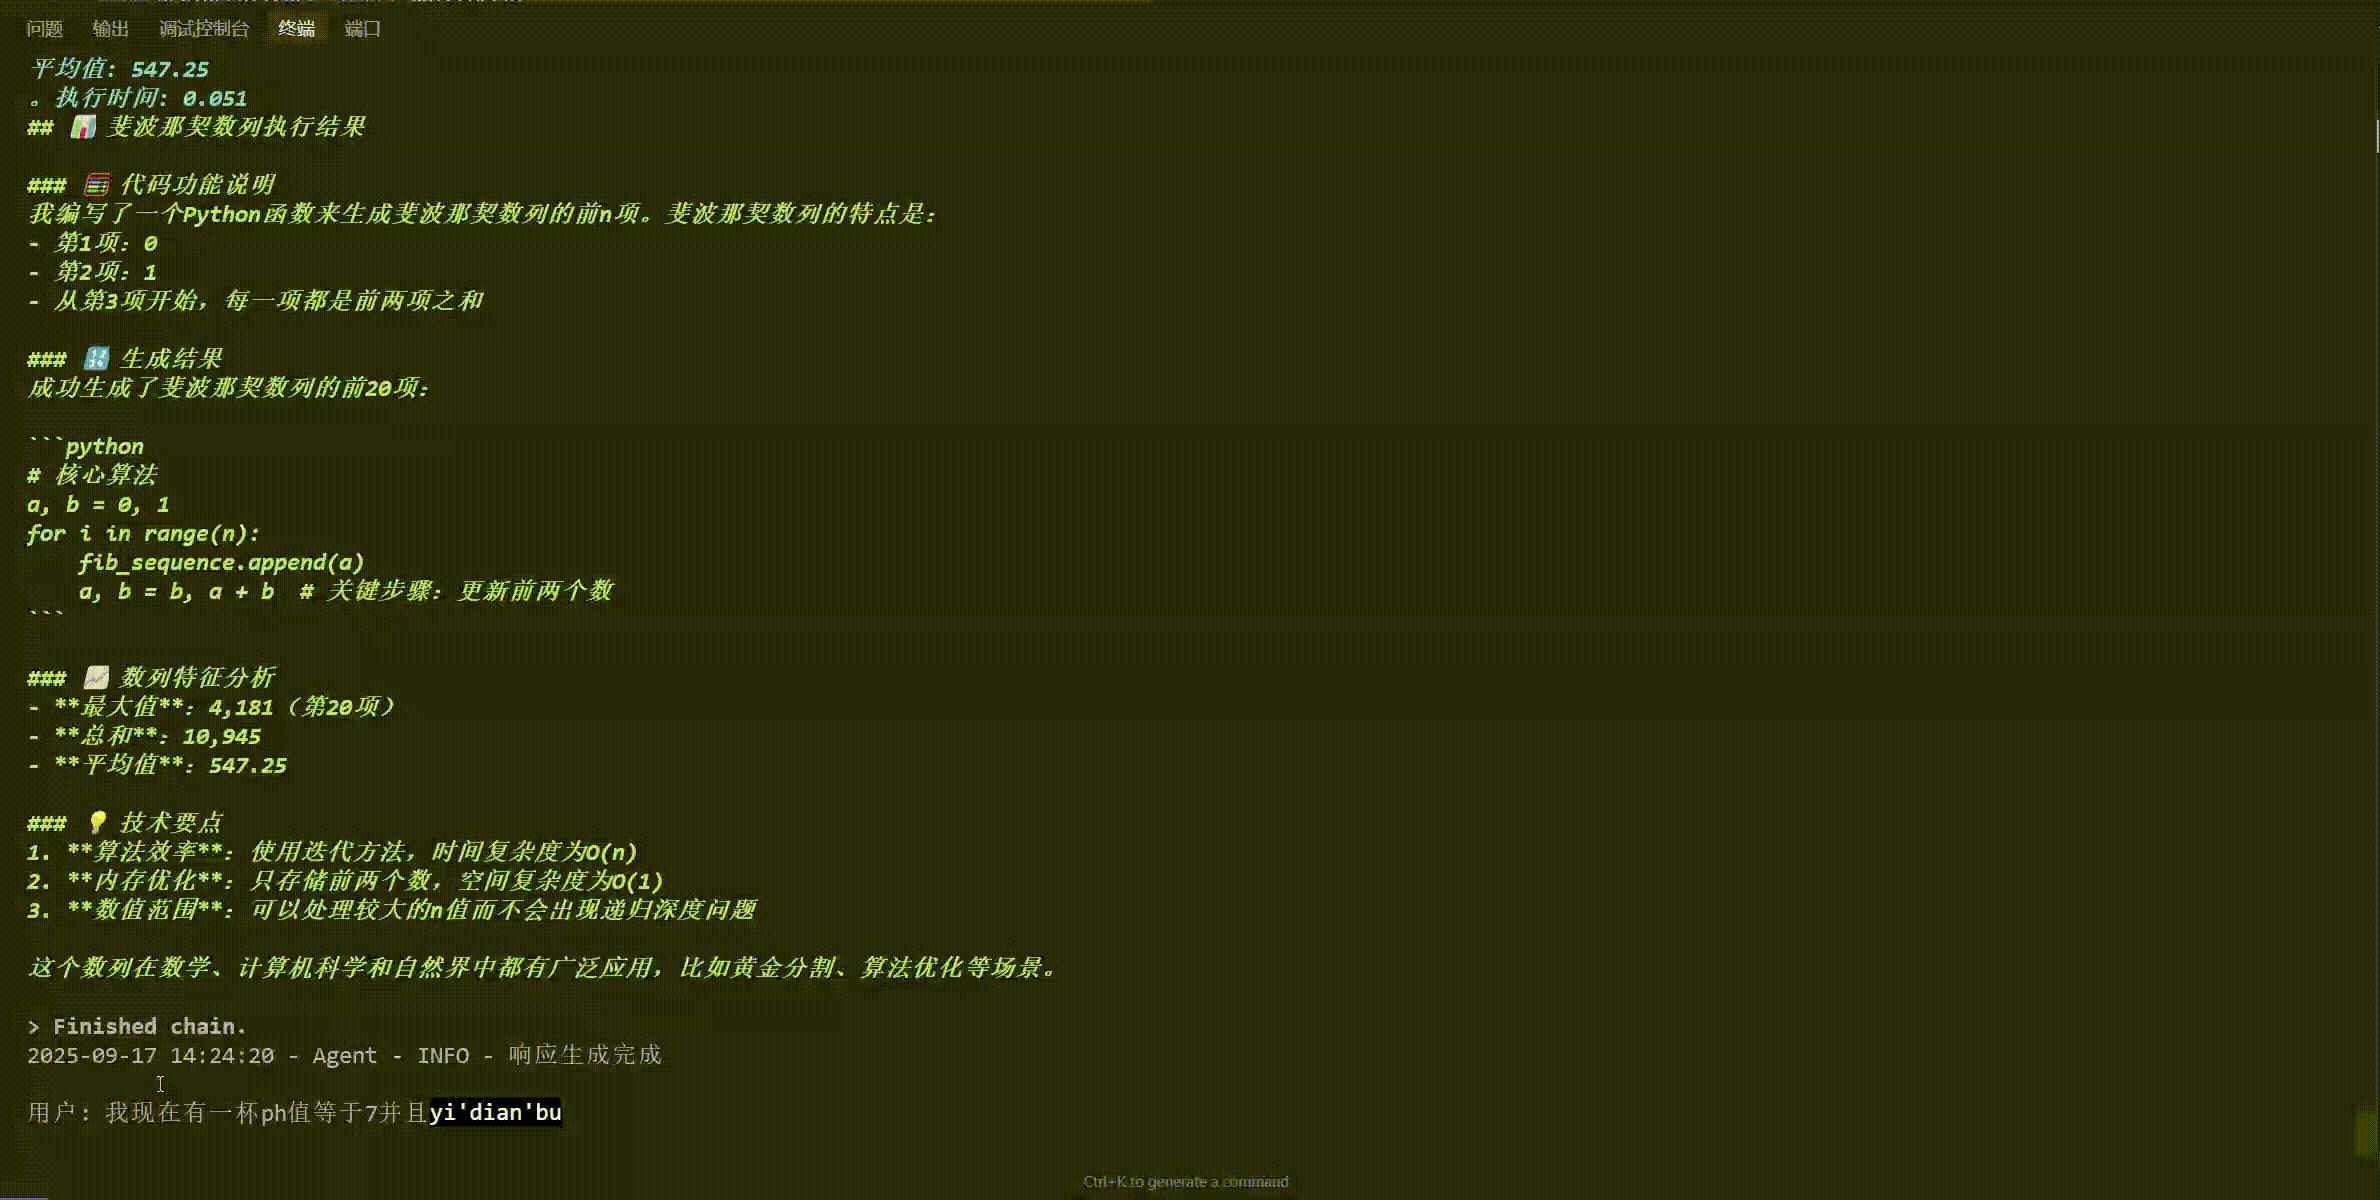 问题 输出 调试控制台 终端 端口
平均值: 547.25
。执行时间: 0.051
## 📊 斐波那契数列执行结果
### 🧮 代码功能说明
我编写了一个Python函数来生成斐波那契数列的前n项。斐波那契数列的特点是:
- 第1项: 0
- 第2项: 1
- 从第3项开始，每一项都是前两项之和
### 🔢 生成结果
成功生成了斐波那契数列的前20项:
```python
# 核心算法
a, b = 0, 1
for i in range(n):
    fib_sequence.append(a)
    a, b = b, a + b  # 关键步骤: 更新前两个数
```
### 📈 数列特征分析
- **最大值**: 4,181（第20项）
- **总和**: 10,945
- **平均值**: 547.25
### 💡 技术要点
1. **算法效率**: 使用迭代方法，时间复杂度为O(n)
2. **内存优化**: 只存储前两个数，空间复杂度为O(1)
3. **数值范围**: 可以处理较大的n值而不会出现递归深度问题
这个数列在数学、计算机科学和自然界中都有广泛应用，比如黄金分割、算法优化等场景。
> Finished chain.
2025-09-17 14:24:20 - Agent - INFO - 响应生成完成
用户: 我现在有一杯ph值等于7并且yi'dian'bu
Ctrl+K to generate a command